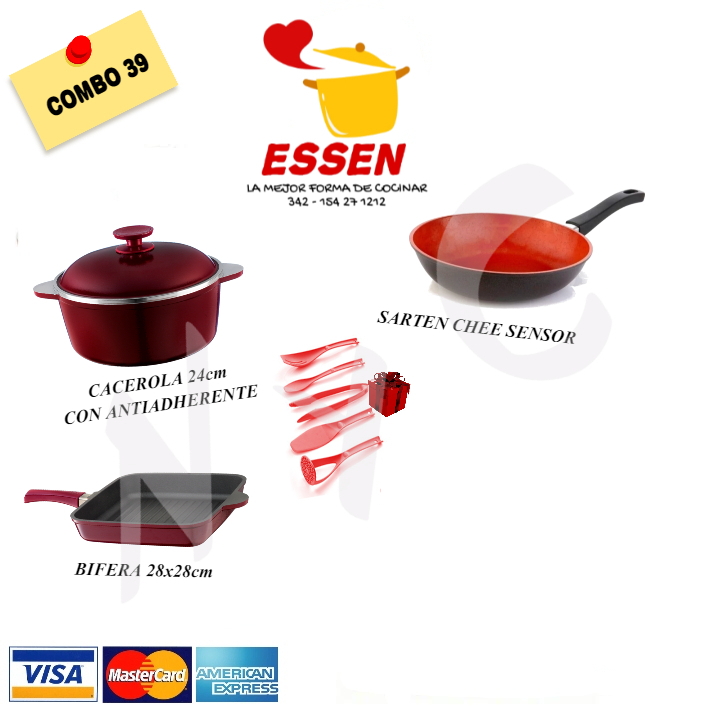 COMBO 39
ESSEN
LA MEJOR FORMA DE COCINAR
342 - 154 27 1212
SARTEN CHEE SENSOR
CACEROLA 24cm
CON ANTIADHERENTE
BIFERA 28x28cm
VISA
MasterCard
AMERICAN
EXPRESS